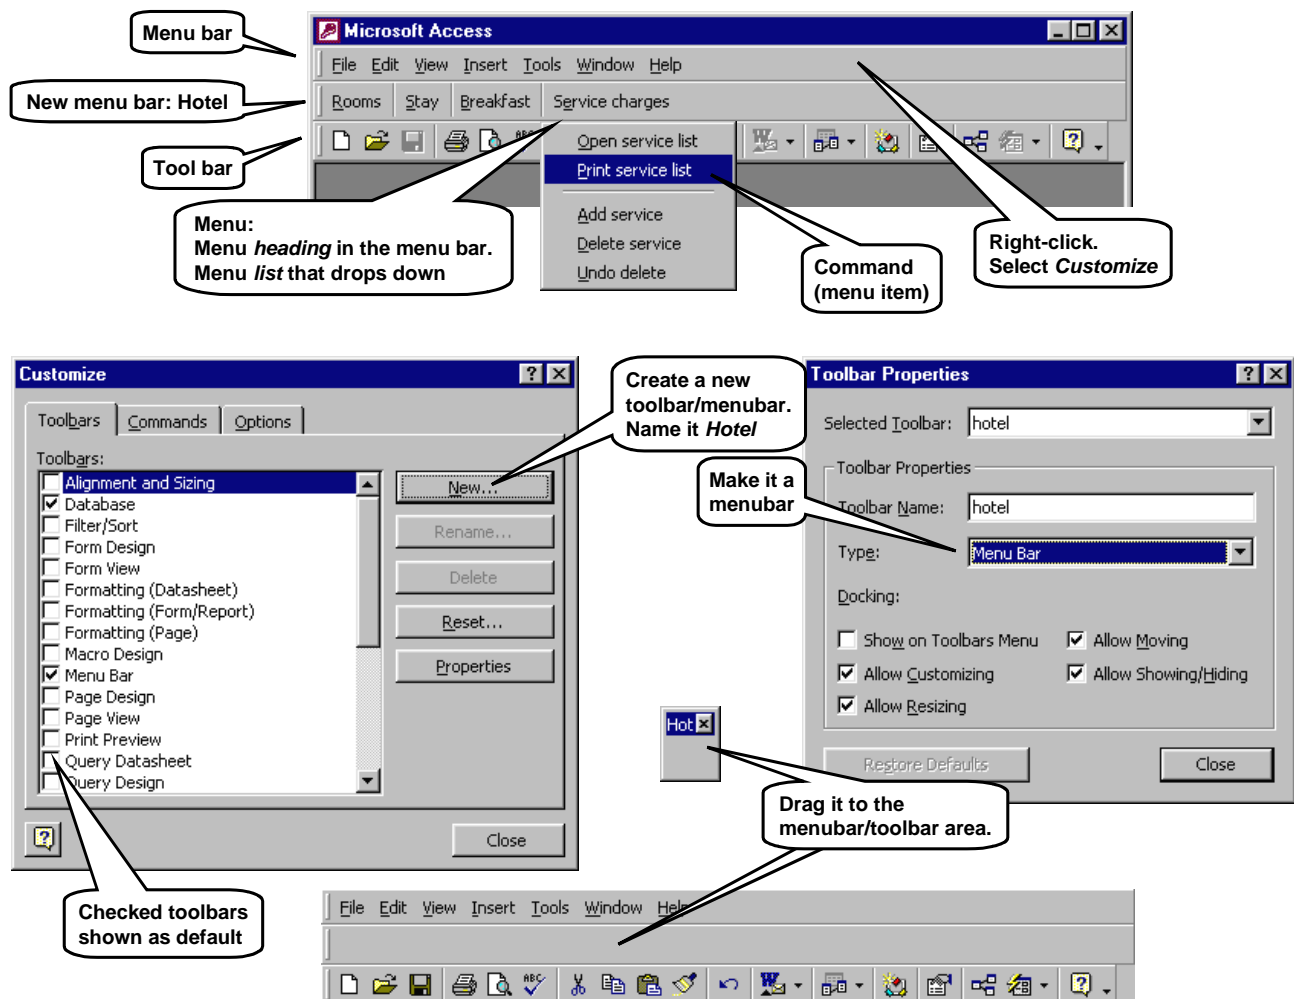 Menu bar
Microsoft Access
File Edit View Insert Tools Window Help
New menu bar: Hotel
Rooms Stay Breakfast Service charges
Tool bar
ABC
Open service list
Print service list
Add service
Delete service
Undo delete
Menu:
Menu heading in the menu bar.
Menu list that drops down
Command
(menu item)
Right-click.
Select Customize
Customize
Toolbars Commands Options
Toolbars:
Alignment and Sizing
Database
Filter/Sort
Form Design
Form View
Formatting (Datasheet)
Formatting (Form/Report)
Formatting (Page)
Macro Design
Menu Bar
Page Design
Page View
Print Preview
Query Datasheet
Query Design
New...
Rename...
Delete
Reset...
Properties
Close
Create a new
toolbar/menubar.
Name it Hotel
Toolbar Properties
Selected Toolbar: hotel
Toolbar Properties
Make it a
menubar
Toolbar Name: hotel
Type: Menu Bar
Docking:
Show on Toolbars Menu Allow Moving
Allow Customizing Allow Showing/Hiding
Allow Resizing
Restore Defaults Close
Hot
Drag it to the
menubar/toolbar area.
Checked toolbars
shown as default
File Edit View Insert Tools Window Help
ABC